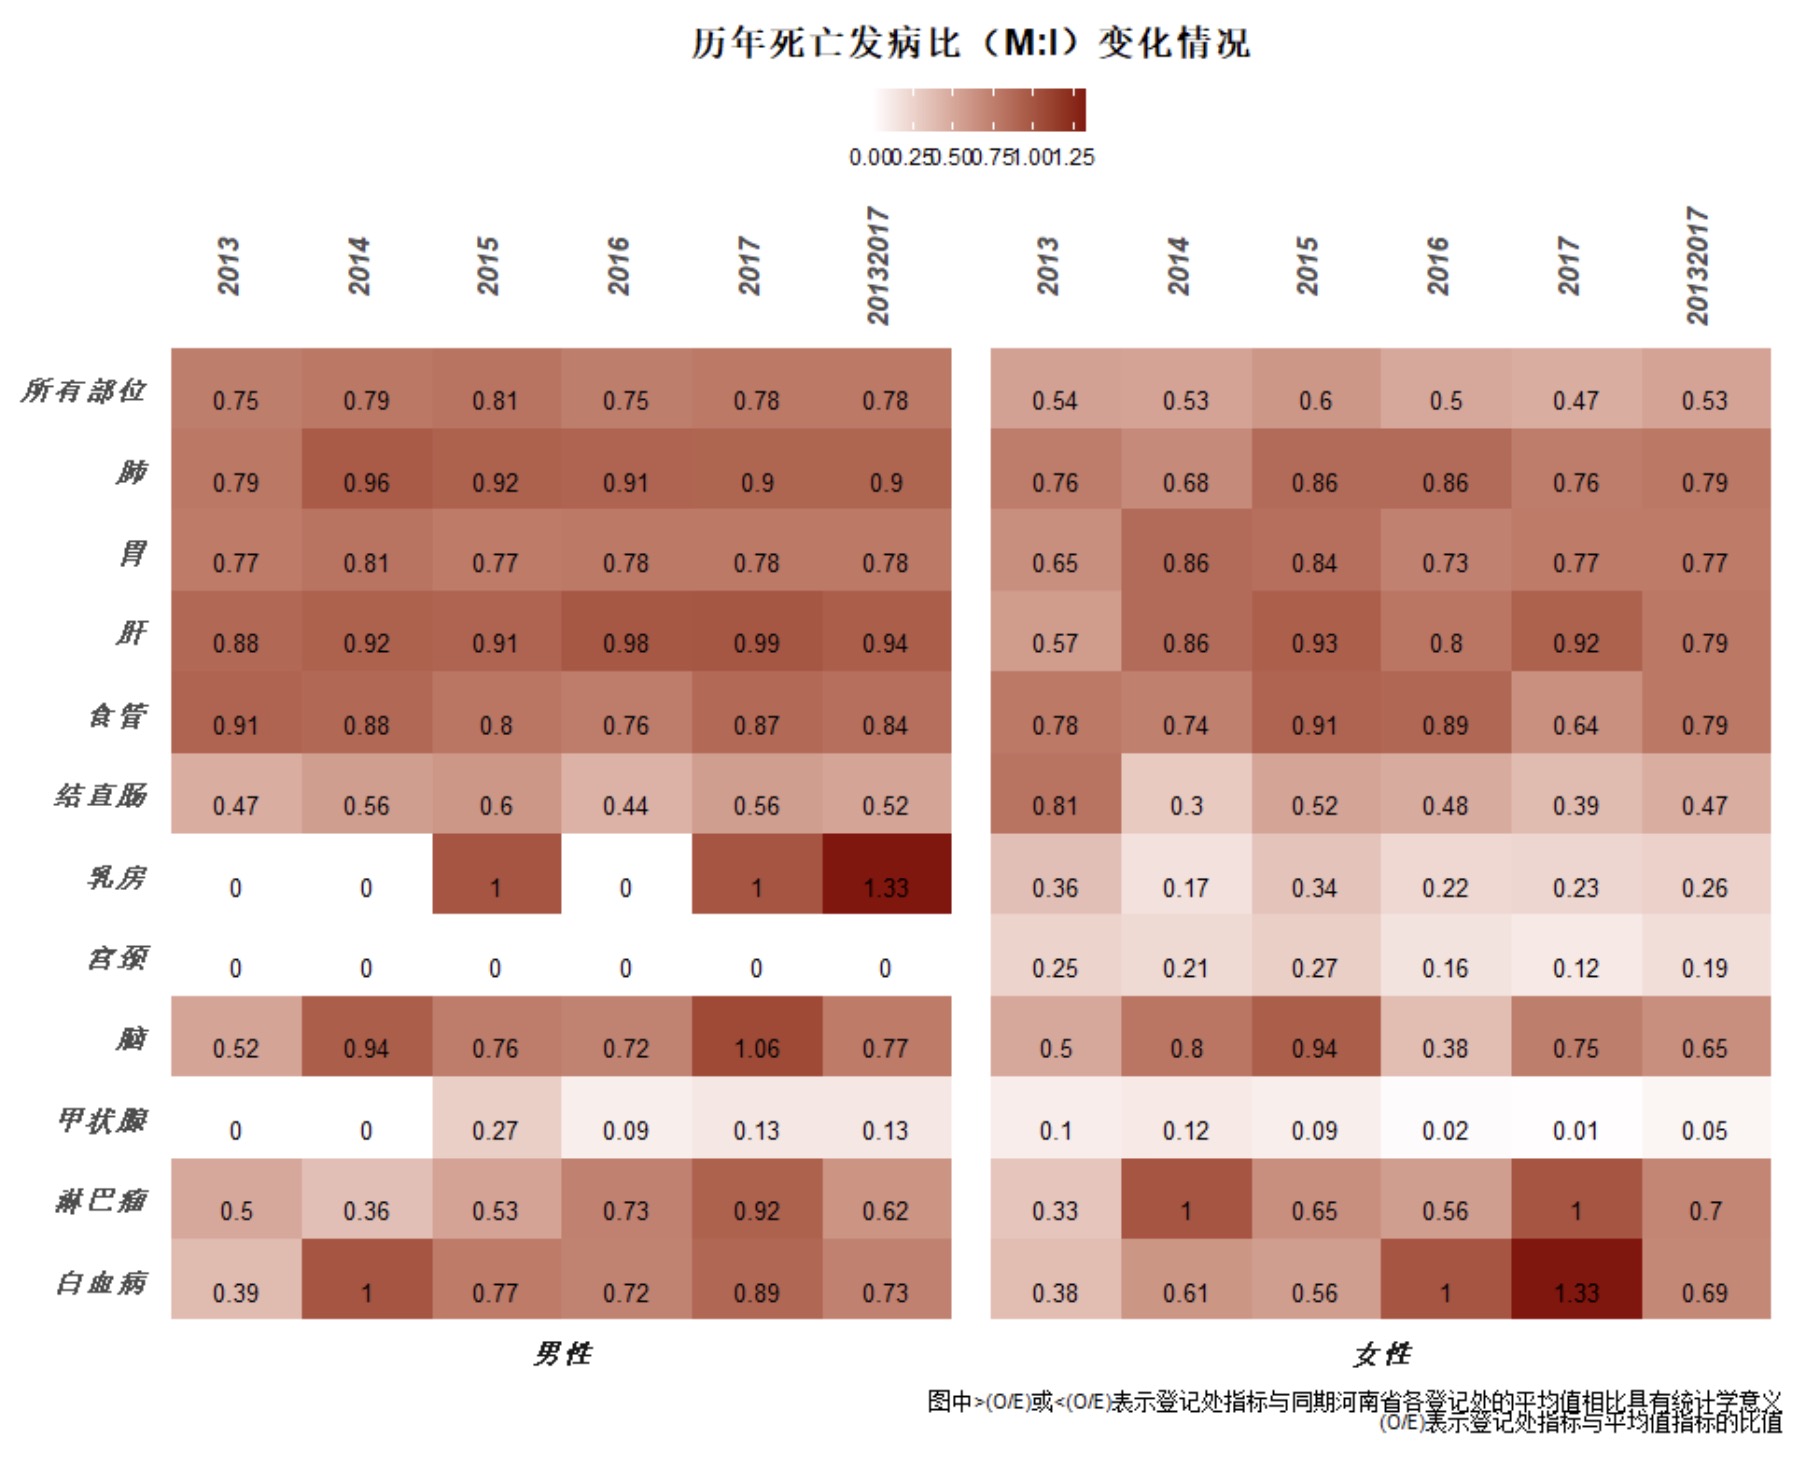 历年死亡发病比（M:I）变化情况
0.00 0.25 0.50 0.75 1.00 1.25
2013 2014 2015 2016 2017 20132017 2013 2014 2015 2016 2017 20132017
所有部位 0.75 0.79 0.81 0.75 0.78 0.78 0.54 0.53 0.6 0.5 0.47 0.53
肺 0.79 0.96 0.92 0.91 0.9 0.9 0.76 0.68 0.86 0.86 0.76 0.79
胃 0.77 0.81 0.77 0.78 0.78 0.78 0.65 0.86 0.84 0.73 0.77 0.77
肝 0.88 0.92 0.91 0.98 0.99 0.94 0.57 0.86 0.93 0.8 0.92 0.79
食管 0.91 0.88 0.8 0.76 0.87 0.84 0.78 0.74 0.91 0.89 0.64 0.79
结直肠 0.47 0.56 0.6 0.44 0.56 0.52 0.81 0.3 0.52 0.48 0.39 0.47
乳房 0 0 1 0 1 1.33 0.36 0.17 0.34 0.22 0.23 0.26
宫颈 0 0 0 0 0 0 0.25 0.21 0.27 0.16 0.12 0.19
脑 0.52 0.94 0.76 0.72 1.06 0.77 0.5 0.8 0.94 0.38 0.75 0.65
甲状腺 0 0 0.27 0.09 0.13 0.13 0.1 0.12 0.09 0.02 0.01 0.05
淋巴瘤 0.5 0.36 0.53 0.73 0.92 0.62 0.33 1 0.65 0.56 1 0.7
白血病 0.39 1 0.77 0.72 0.89 0.73 0.38 0.61 0.56 1 1.33 0.69
男性 女性
图中>(O/E)或<(O/E)表示登记处指标与同期河南省各登记处的平均值相比具有统计学意义
(O/E)表示登记处指标与平均值指标的比值